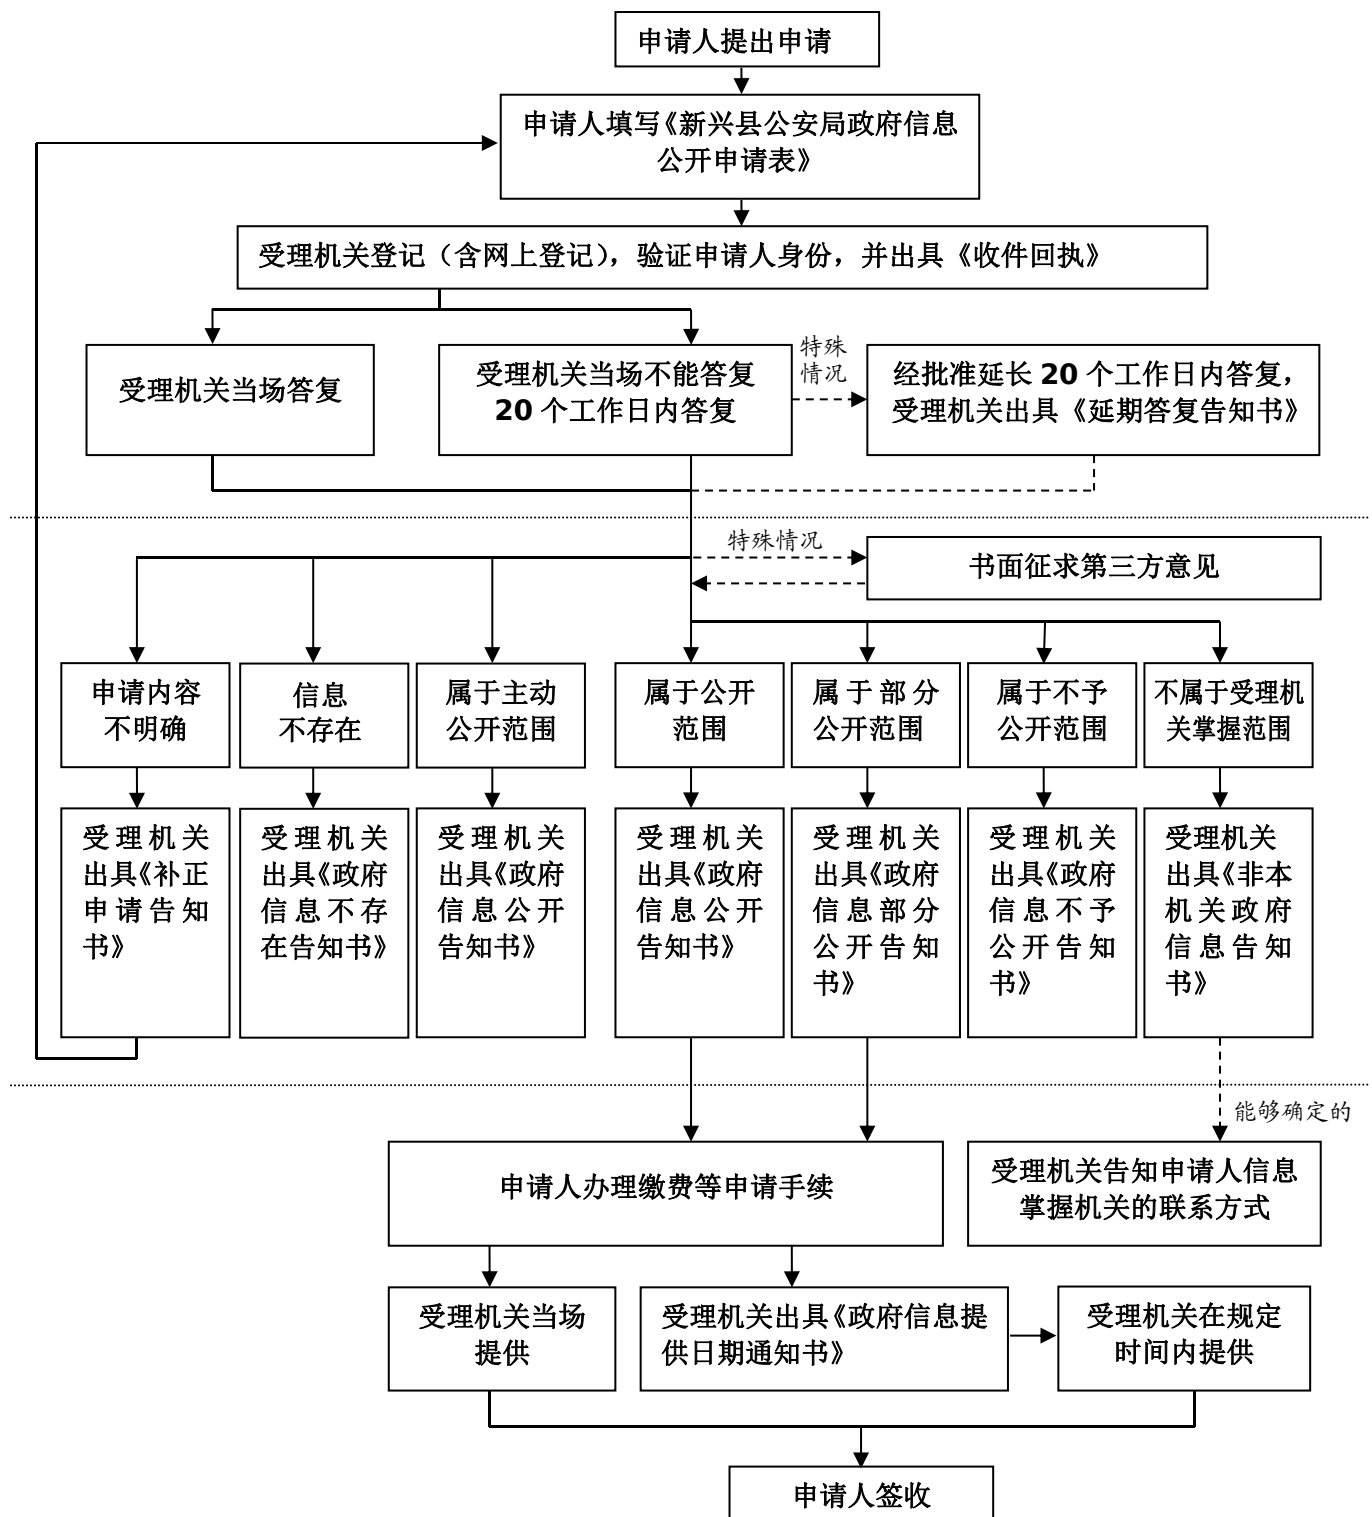 申请人提出申请
申请人填写《新兴县公安局政府信息
公开申请表》
受理机关登记（含网上登记），验证申请人身份，并出具《收件回执》
受理机关当场答复
受理机关当场不能答复
20 个工作日内答复
特殊
情况
经批准延长 20 个工作日内答复，
受理机关出具《延期答复告知书》
特殊情况
书面征求第三方意见
申请内容
不明确
信息
不存在
属于主动
公开范围
属于公开
范围
属于部分
公开范围
属于不予
公开范围
不属于受理机
关掌握范围
受理机关
出具《补正
申请告知
书》
受理机关
出具《政府
信息不存
在告知书》
受理机关
出具《政府
信息公开
告知书》
受理机关
出具《政府
信息公开
告知书》
受理机关
出具《政府
信息部分
公开告知
书》
受理机关
出具《政府
信息不予
公开告知
书》
受理机关
出具《非本
机关政府
信息告知
书》
能够确定的
申请人办理缴费等申请手续
受理机关告知申请人信息
掌握机关的联系方式
受理机关当场
提供
受理机关出具《政府信息提
供日期通知书》
受理机关在规定
时间内提供
申请人签收